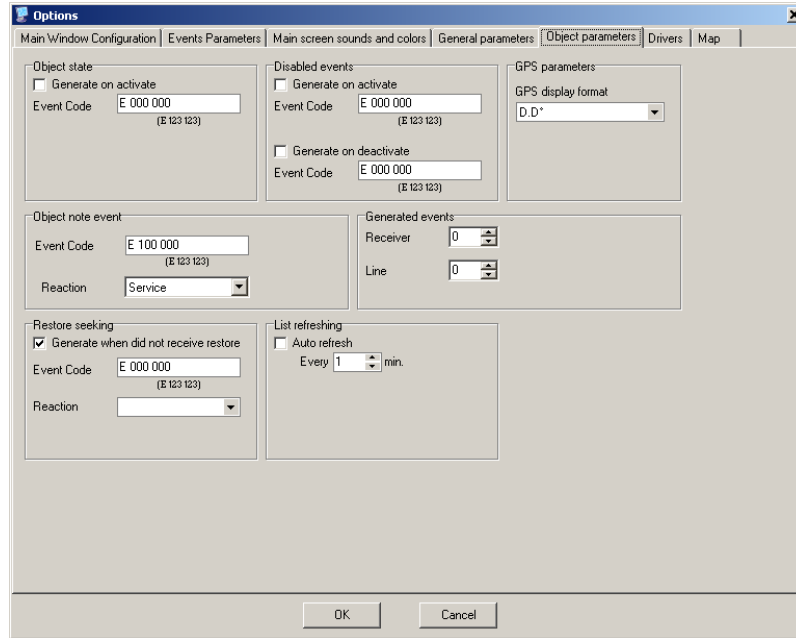 Options
Main Window Configuration Events Parameters Main screen sounds and colors General parameters Object parameters Drivers Map
Object state
Generate on activate
Event Code E 000 000
(E 123 123)
Disabled events
Generate on activate
Event Code E 000 000
(E 123 123)
Generate on deactivate
Event Code E 000 000
(E 123 123)
GPS parameters
GPS display format
D.D°
Object note event
Event Code E 100 000
(E 123 123)
Reaction Service
Generated events
Receiver 0
Line 0
Restore seeking
Generate when did not receive restore
Event Code E 000 000
(E 123 123)
Reaction
List refreshing
Auto refresh
Every 1 min.
OK Cancel